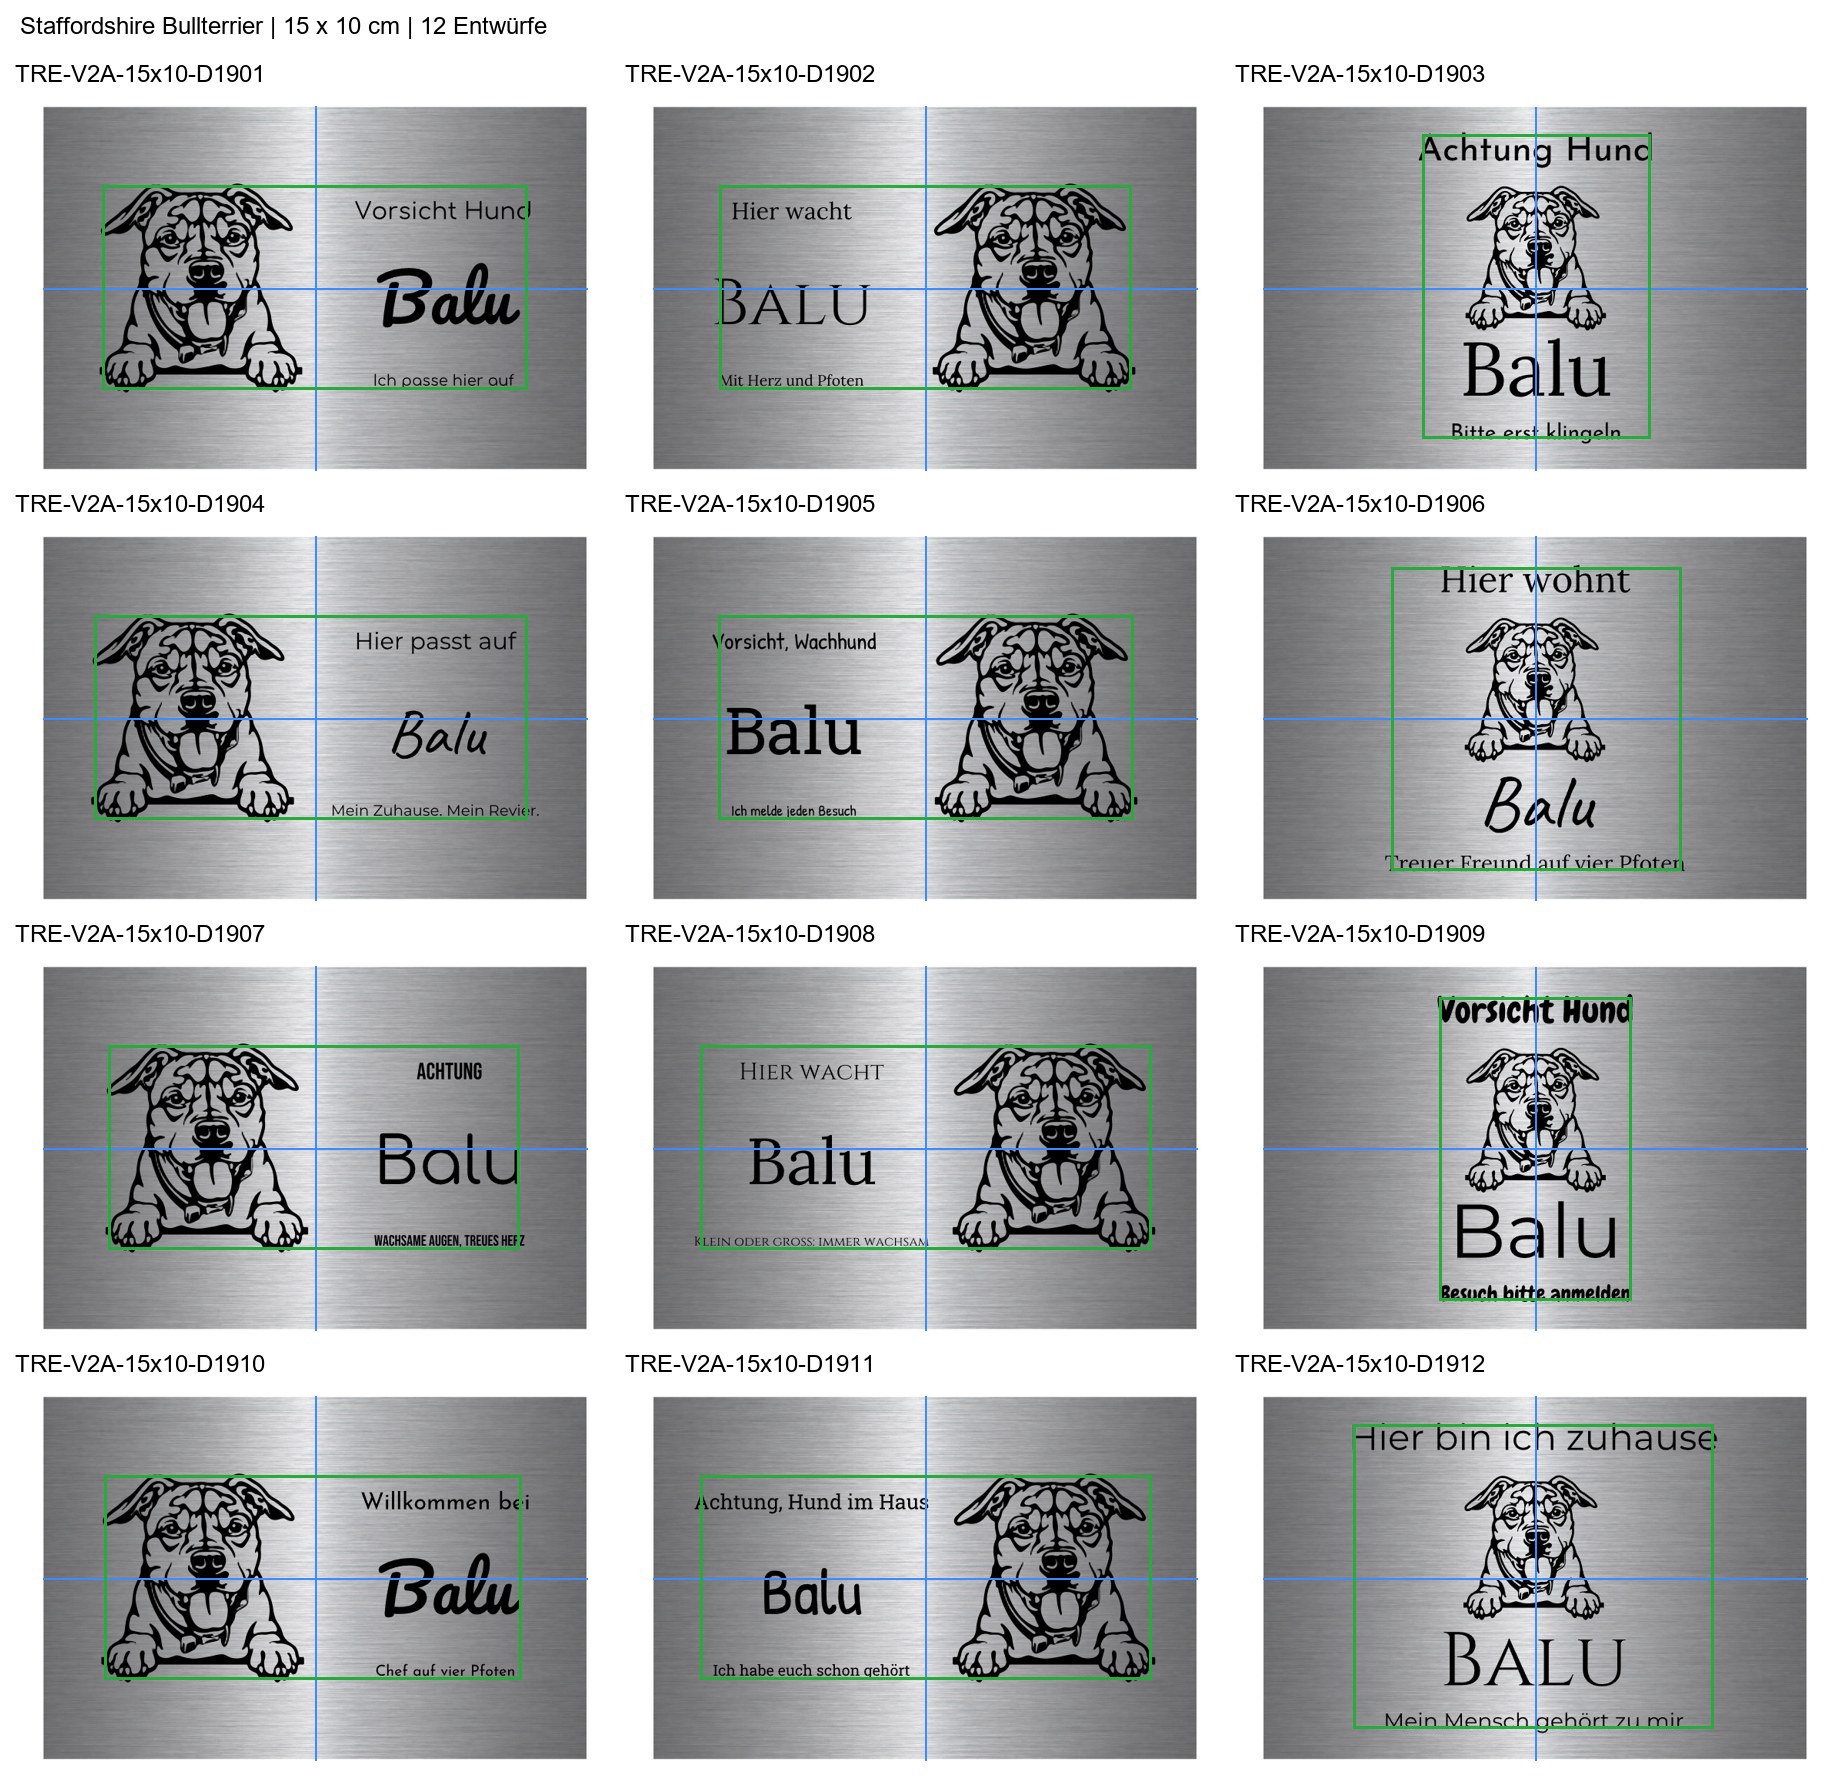 Staffordshire Bullterrier | 15 x 10 cm | 12 Entwürfe
TRE-V2A-15x10-D1901
Vorsicht Hund
Balu
Ich passe hier auf
TRE-V2A-15x10-D1902
Hier wacht
BALU
Mit Herz und Pfoten
TRE-V2A-15x10-D1903
Achtung Hund
Balu
Bitte erst klingeln
TRE-V2A-15x10-D1904
Hier passt auf
Balu
Mein Zuhause. Mein Revier.
TRE-V2A-15x10-D1905
Vorsicht, Wachhund
Balu
Ich melde jeden Besuch
TRE-V2A-15x10-D1906
Hier wohnt
Balu
Treuer Freund auf vier Pfoten
TRE-V2A-15x10-D1907
ACHTUNG
Balu
WACHSAME AUGEN, TREUES HERZ
TRE-V2A-15x10-D1908
HIER WACHT
Balu
KLEIN ODER GROSS: IMMER WACHSAM
TRE-V2A-15x10-D1909
Vorsicht Hund
Balu
Besuch bitte anmelden
TRE-V2A-15x10-D1910
Willkommen bei
Balu
Chef auf vier Pfoten
TRE-V2A-15x10-D1911
Achtung, Hund im Haus
Balu
Ich habe euch schon gehört
TRE-V2A-15x10-D1912
Hier bin ich zuhause
BALU
Mein Mensch gehört zu mir